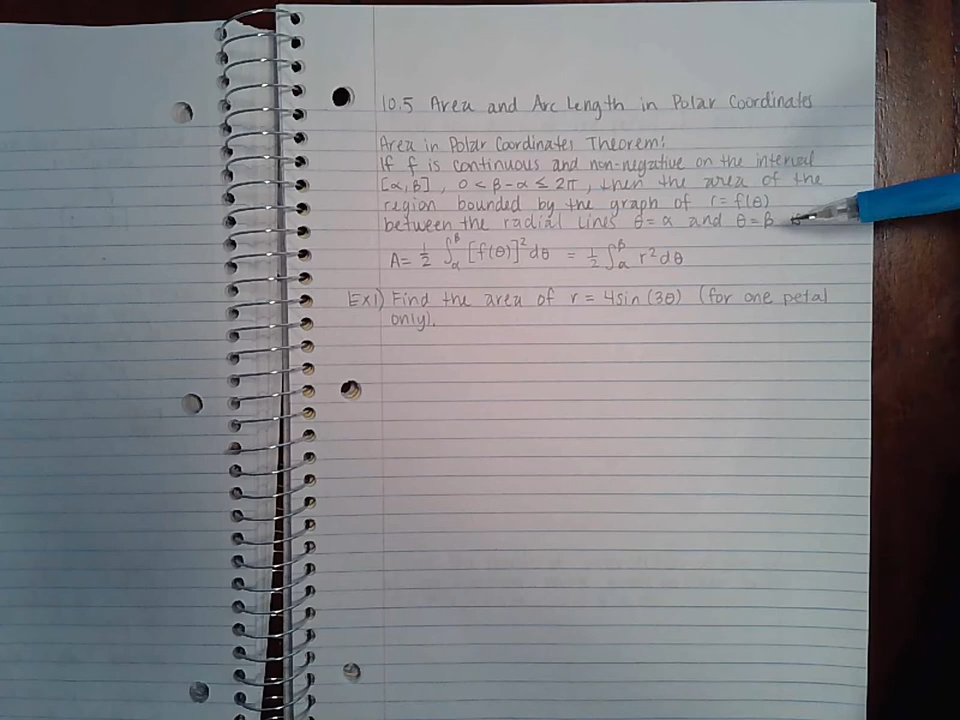 10.5 Area and Arc Length in Polar Coordinates
Area in Polar Coordinates Theorem:
If f is continuous and non-negative on the interval
[α,β], 0 < β-α ≤ 2π, then the area of the
region bounded by the graph of r = f(θ)
between the radial lines θ=α and θ=β
A= 1/2 ∫_α^β [f(θ)]² dθ = 1/2 ∫_α^β r² dθ
Ex1) Find the area of r = 4sin(3θ) (for one petal
only).